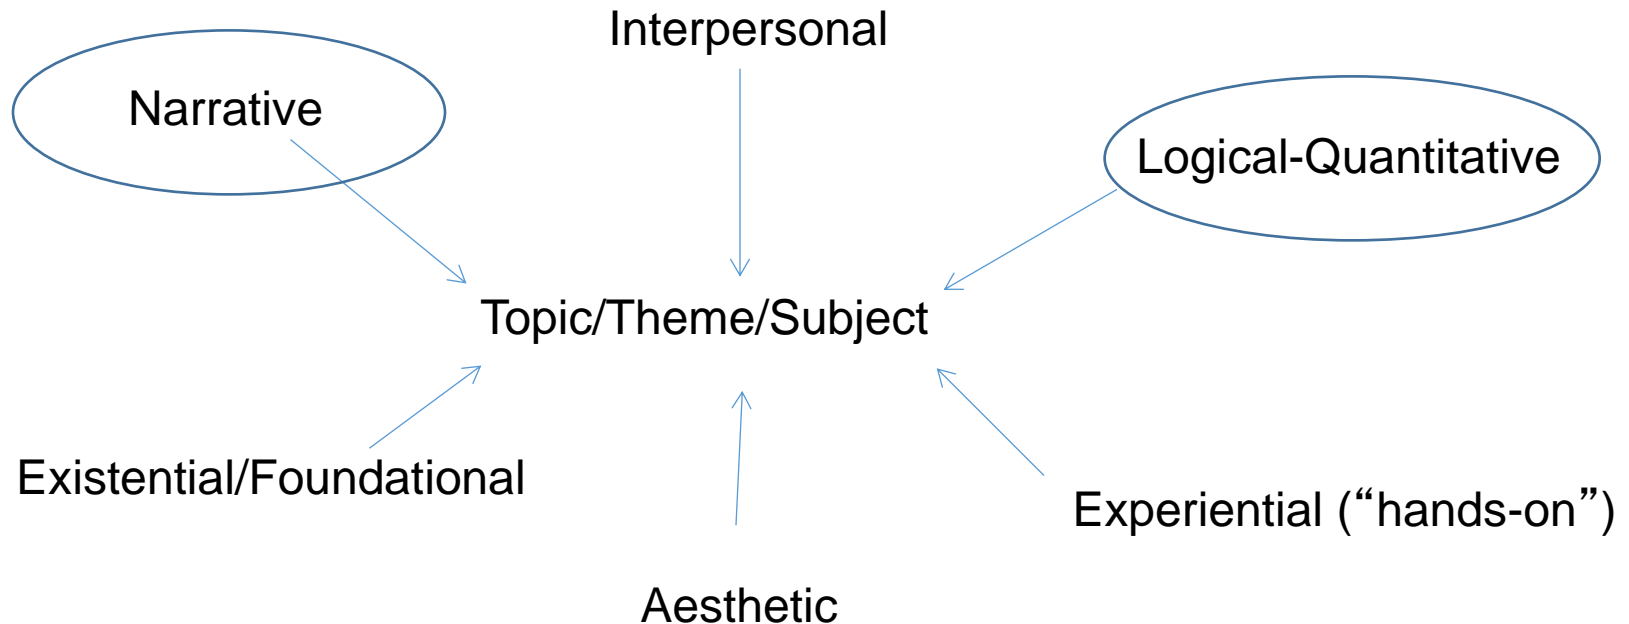 Interpersonal
Narrative
Logical-Quantitative
Topic/Theme/Subject
Existential/Foundational
Experiential (“hands-on”)
Aesthetic